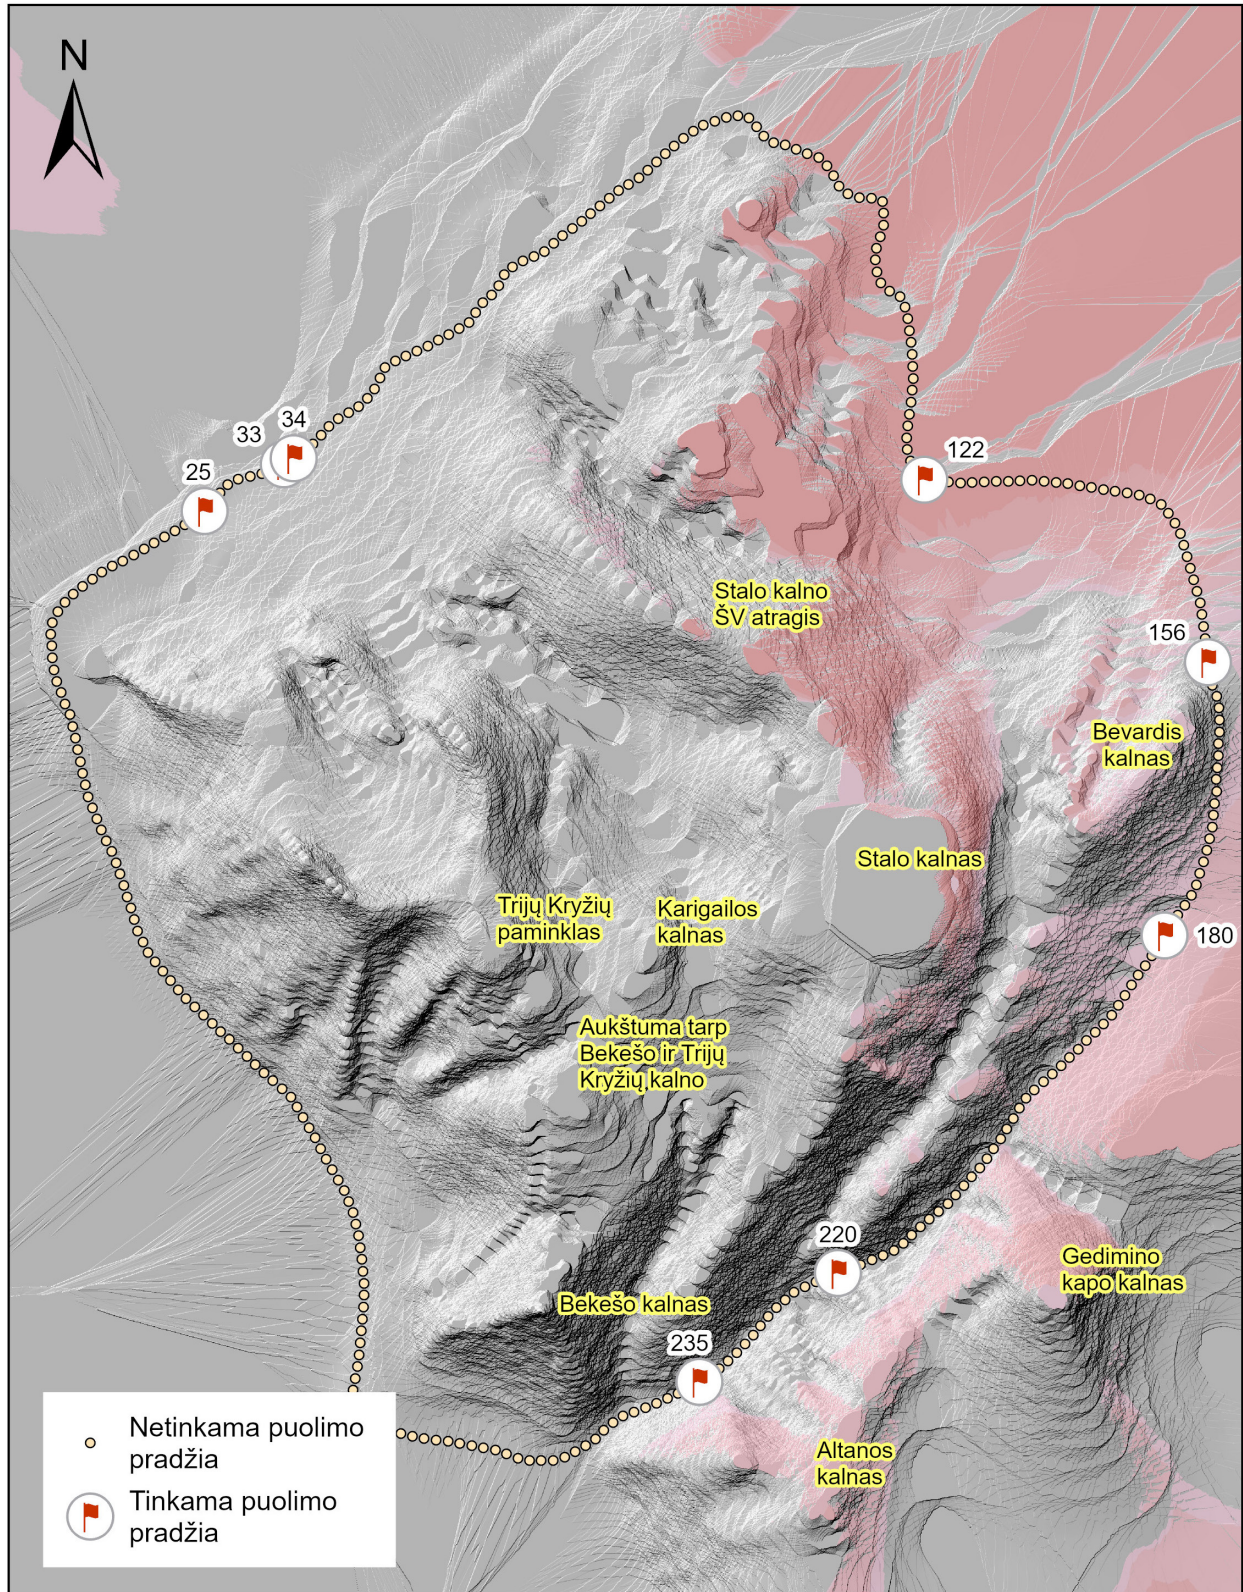 N
34
33
25
122
Stalo kalno
ŠV atragis
156
Bevardis
kalnas
Stalo kalnas
Trijų Kryžių
paminklas
Karigailos
kalnas
180
Aukštuma tarp
Bekešo ir Trijų
Kryžių kalno
220
Gedimino
kapo kalnas
Bekešo kalnas
235
Altanos
kalnas
Netinkama puolimo
pradžia
Tinkama puolimo
pradžia